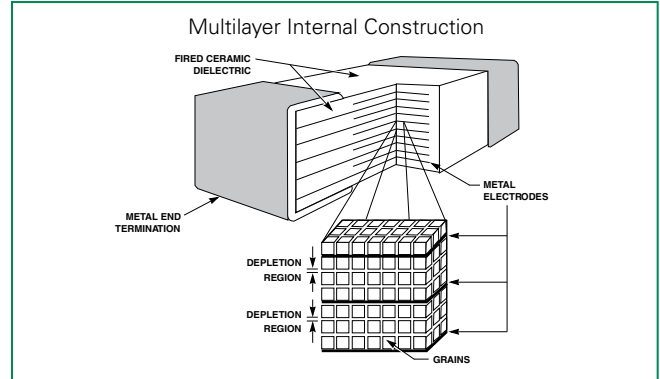 Multilayer Internal Construction
FIRED CERAMIC
DIELECTRIC
METAL
ELECTRODES
METAL END
TERMINATION
DEPLETION
REGION
DEPLETION
REGION
GRAINS